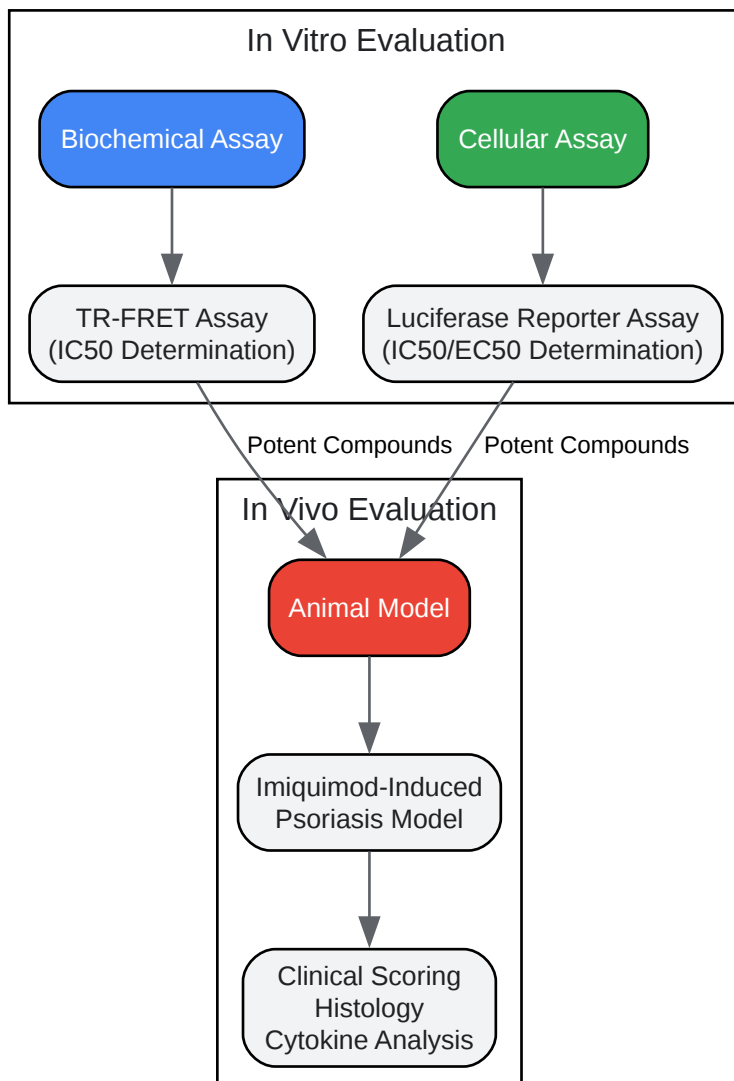 In Vitro Evaluation
Biochemical Assay
Cellular Assay
TR-FRET Assay
(IC50 Determination)
Luciferase Reporter Assay
(IC50/EC50 Determination)
Potent Compounds
Potent Compounds
In Vivo Evaluation
Animal Model
Imiquimod-Induced
Psoriasis Model
Clinical Scoring
Histology
Cytokine Analysis